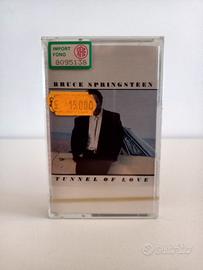 IMPORT
FONO
8095138
BRUCE SPRINGSTEEN
£ 15.000
TUNNEL OF LOVE
Subito